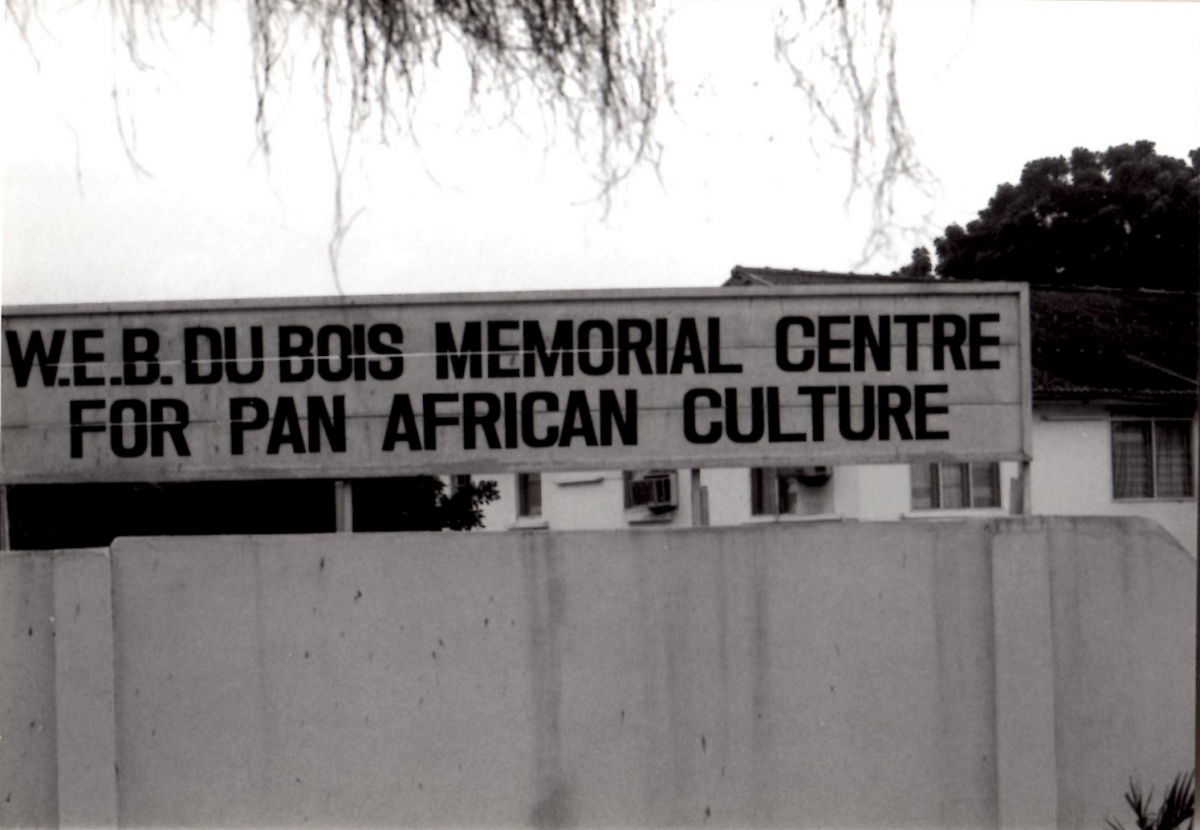 W.E.B. DU BOIS MEMORIAL CENTRE
FOR PAN AFRICAN CULTURE